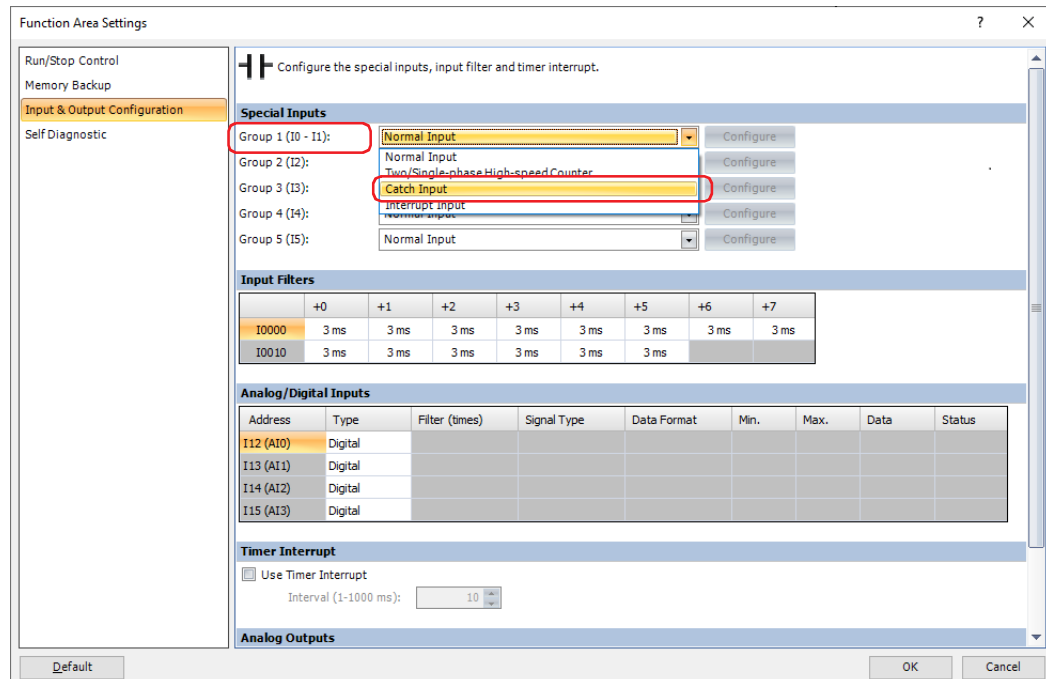 Function Area Settings ? ×
Run/Stop Control
Memory Backup
Input & Output Configuration
Self Diagnostic
Configure the special inputs, input filter and timer interrupt.
Special Inputs
Group 1 (I0 - I1): Normal Input Configure
Normal Input
Two/Single-phase High-speed Counter
Catch Input
Interrupt Input
Group 2 (I2): Configure
Group 3 (I3): Configure
Group 4 (I4): Normal Input Configure
Group 5 (I5): Normal Input Configure
Input Filters
+0 +1 +2 +3 +4 +5 +6 +7
I0000 3 ms 3 ms 3 ms 3 ms 3 ms 3 ms 3 ms 3 ms
I0010 3 ms 3 ms 3 ms 3 ms 3 ms 3 ms
Analog/Digital Inputs
Address Type Filter (times) Signal Type Data Format Min. Max. Data Status
I12 (AI0) Digital
I13 (AI1) Digital
I14 (AI2) Digital
I15 (AI3) Digital
Timer Interrupt
Use Timer Interrupt
Interval (1-1000 ms): 10
Analog Outputs
Default OK Cancel